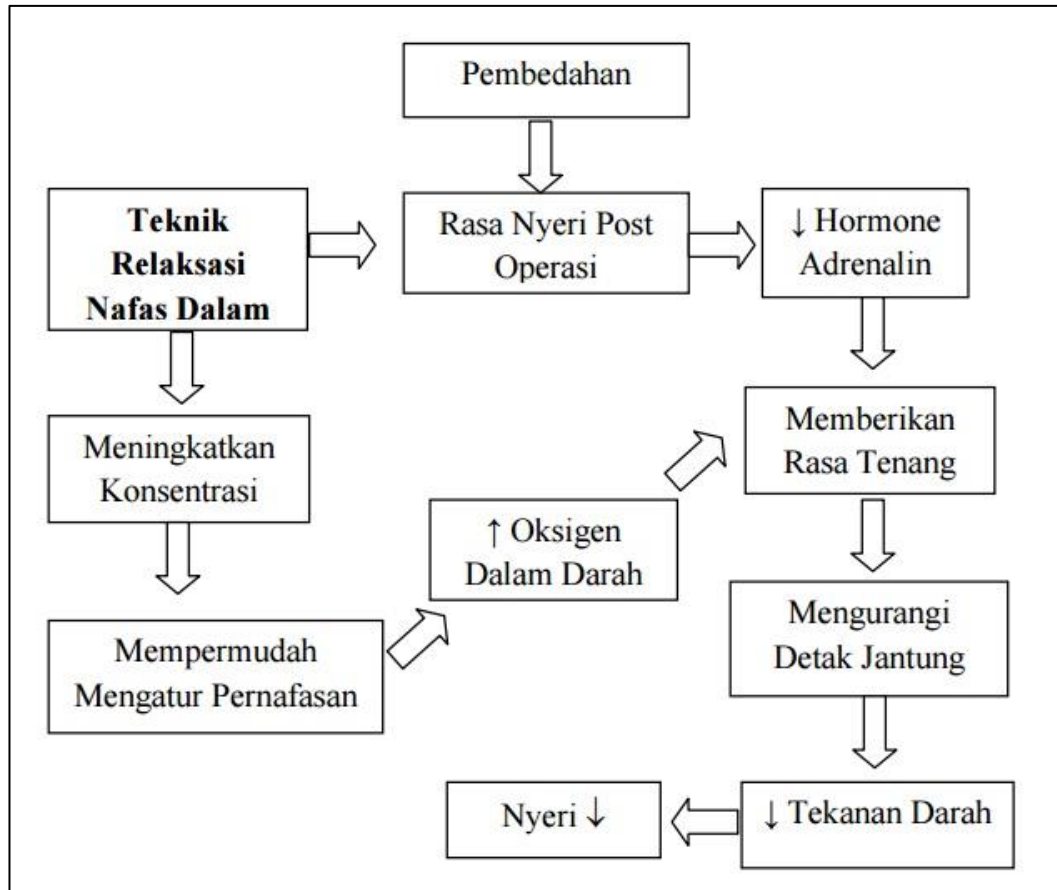 Pembedahan
Teknik
Relaksasi
Nafas Dalam
Rasa Nyeri Post
Operasi
↓ Hormone
Adrenalin
Meningkatkan
Konsentrasi
Memberikan
Rasa Tenang
↑ Oksigen
Dalam Darah
Mempermudah
Mengatur Pernafasan
Mengurangi
Detak Jantung
Nyeri ↓
↓ Tekanan Darah